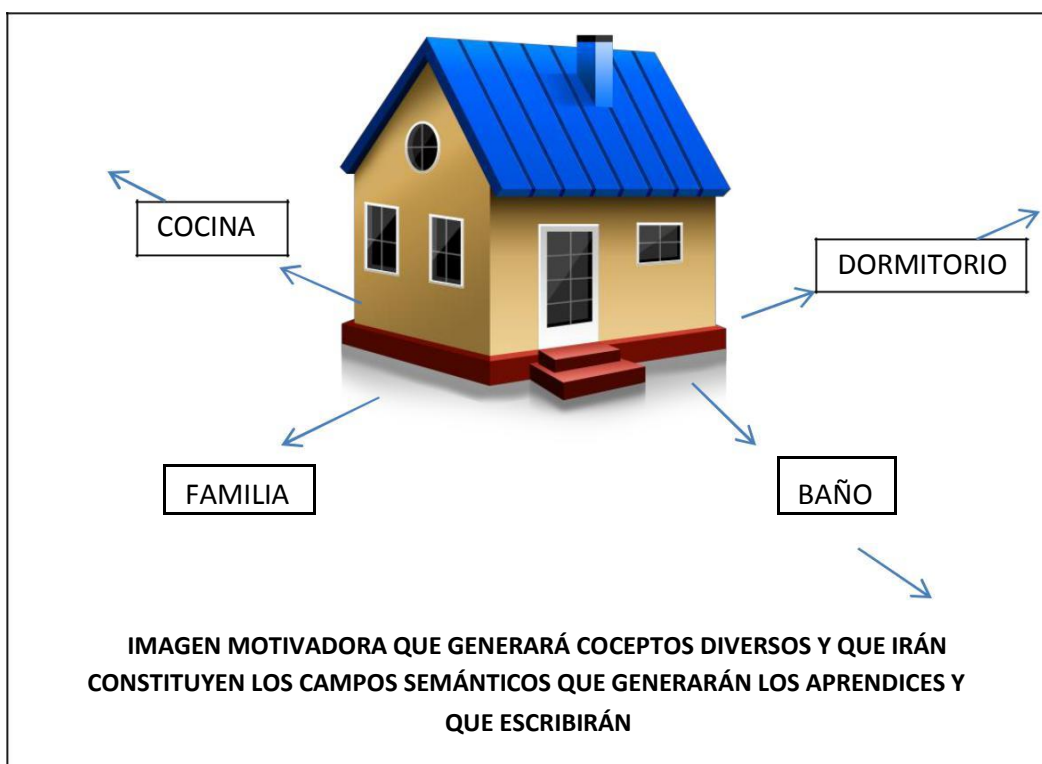 COCINA
DORMITORIO
FAMILIA
BAÑO
IMAGEN MOTIVADORA QUE GENERARÁ COCEPTOS DIVERSOS Y QUE IRÁN
CONSTITUYEN LOS CAMPOS SEMÁNTICOS QUE GENERARÁN LOS APRENDICES Y
QUE ESCRIBIRÁN